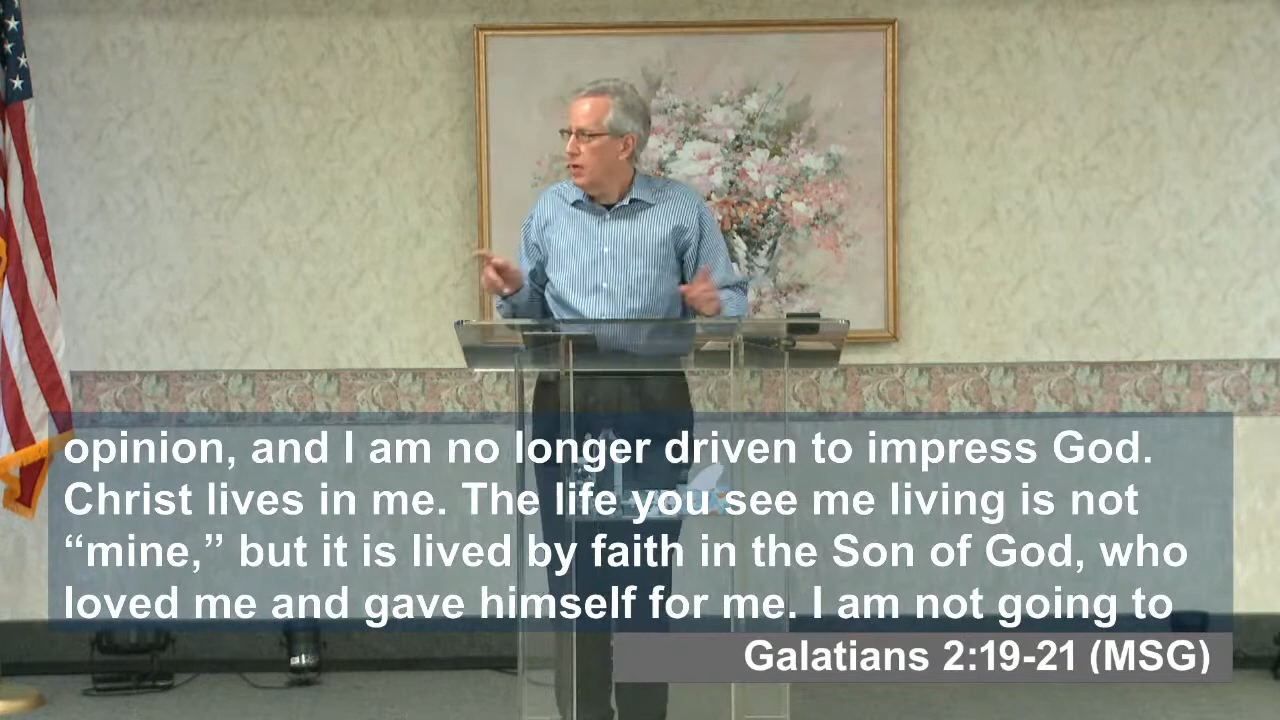 opinion, and I am no longer driven to impress God.
Christ lives in me. The life you see me living is not
“mine,” but it is lived by faith in the Son of God, who
loved me and gave himself for me. I am not going to
Galatians 2:19-21 (MSG)